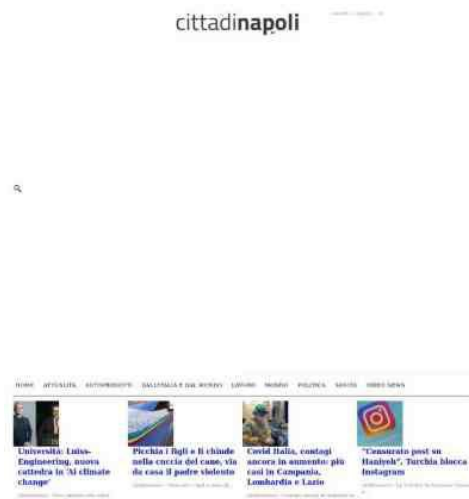 cittadinapoli
HOME ATTUALITÀ AUTOPRODOTTI DALL'ITALIA E DAL MONDO LAVORO MONDO POLITICA SANITÀ VIDEO NEWS
Università: Luiss-
Engineering, nuova
cattedra in 'Ai climate
change'
Picchia i figli e li chiude
nella cuccia del cane, via
da casa il padre violento
Covid Italia, contagi
ancora in aumento: più
casi in Campania,
Lombardia e Lazio
"Censurato post su
Haniyeh", Turchia blocca
Instagram